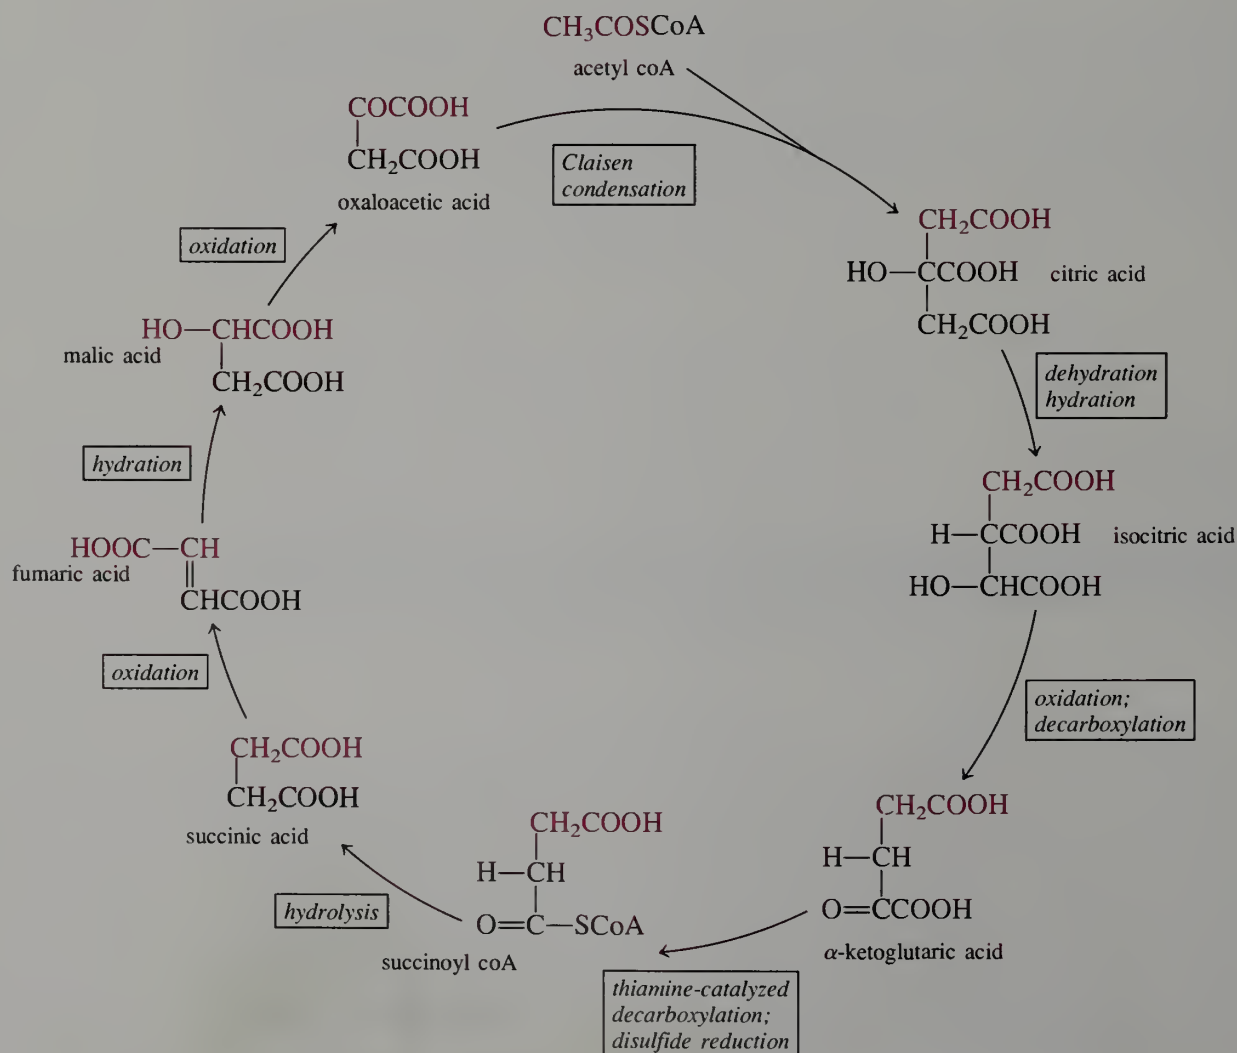 CH₃COSCoA
acetyl coA
COCOOH
CH₂COOH
oxaloacetic acid
Claisen
condensation
CH₂COOH
HO—CCOOH
citric acid
CH₂COOH
dehydration
hydration
CH₂COOH
H—CCOOH
isocitric acid
HO—CHCOOH
oxidation;
decarboxylation
CH₂COOH
H—CH
O=CCOOH
α-ketoglutaric acid
thiamine-catalyzed
decarboxylation;
disulfide reduction
CH₂COOH
H—CH
O=C—SCoA
succinoyl coA
hydrolysis
CH₂COOH
CH₂COOH
succinic acid
oxidation
HOOC—CH
fumaric acid
CHCOOH
hydration
HO—CHCOOH
malic acid
CH₂COOH
oxidation